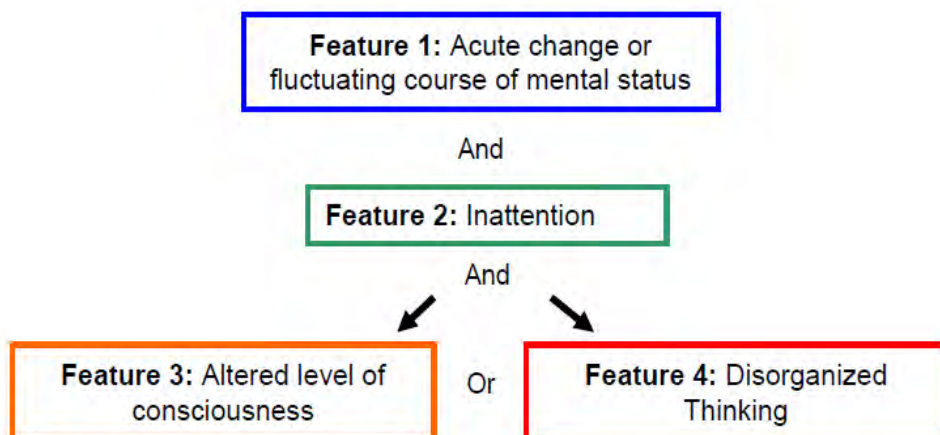 Feature 1: Acute change or
fluctuating course of mental status
And
Feature 2: Inattention
And
Feature 3: Altered level of
consciousness
Or
Feature 4: Disorganized
Thinking